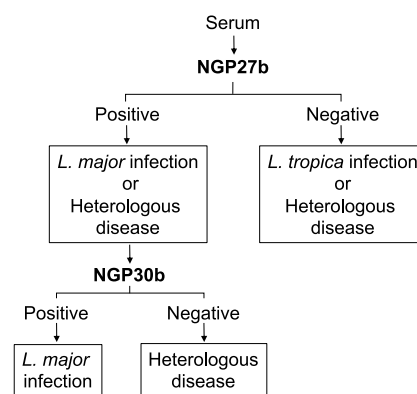 Serum
NGP27b
Positive
Negative
L. major infection
or
Heterologous
disease
L. tropica infection
or
Heterologous
disease
NGP30b
Positive
Negative
L. major
infection
Heterologous
disease